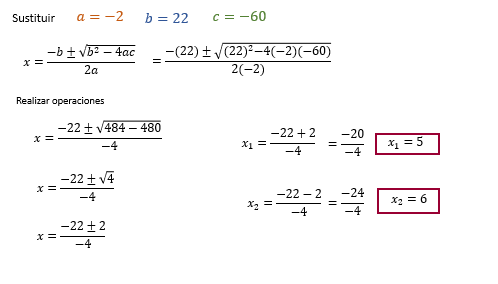 Sustituir a = −2 b = 22 c = −60
x = (−b ± √(b² − 4ac)) / 2a = (−(22) ± √((22)²−4(−2)(−60))) / 2(−2)
Realizar operaciones
x = (−22 ± √(484 − 480)) / −4
x₁ = (−22 + 2) / −4 = −20 / −4 x₁ = 5
x = (−22 ± √4) / −4
x₂ = (−22 − 2) / −4 = −24 / −4 x₂ = 6
x = (−22 ± 2) / −4